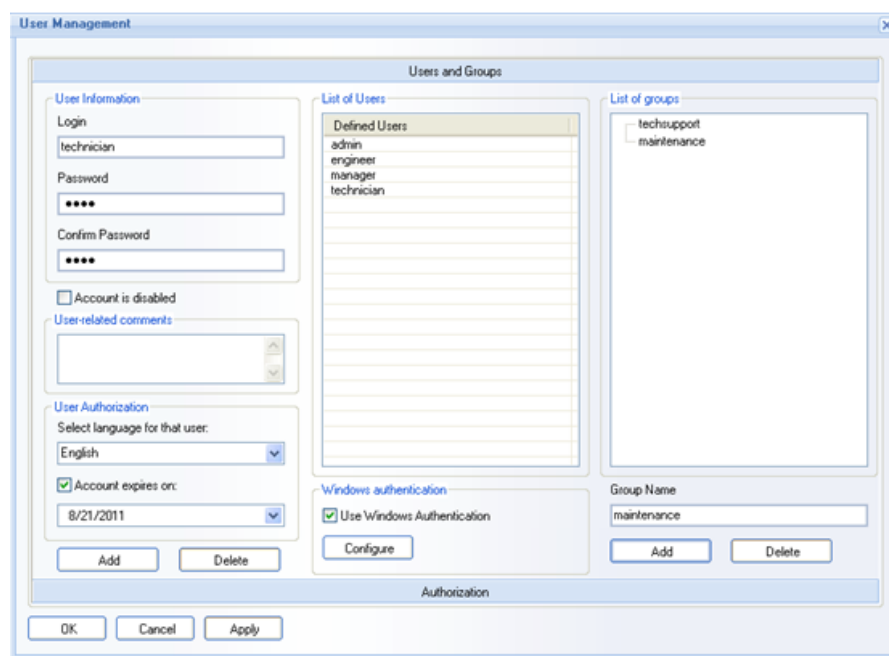 User Management
Users and Groups
User Information
Login
technician
Password
••••
Confirm Password
••••
Account is disabled
User-related comments
User Authorization
Select language for that user:
English
Account expires on:
8/21/2011
Add Delete
List of Users
Defined Users
admin
engineer
manager
technician
Windows authentication
Use Windows Authentication
Configure
List of groups
techsupport
maintenance
Group Name
maintenance
Add Delete
Authorization
OK Cancel Apply